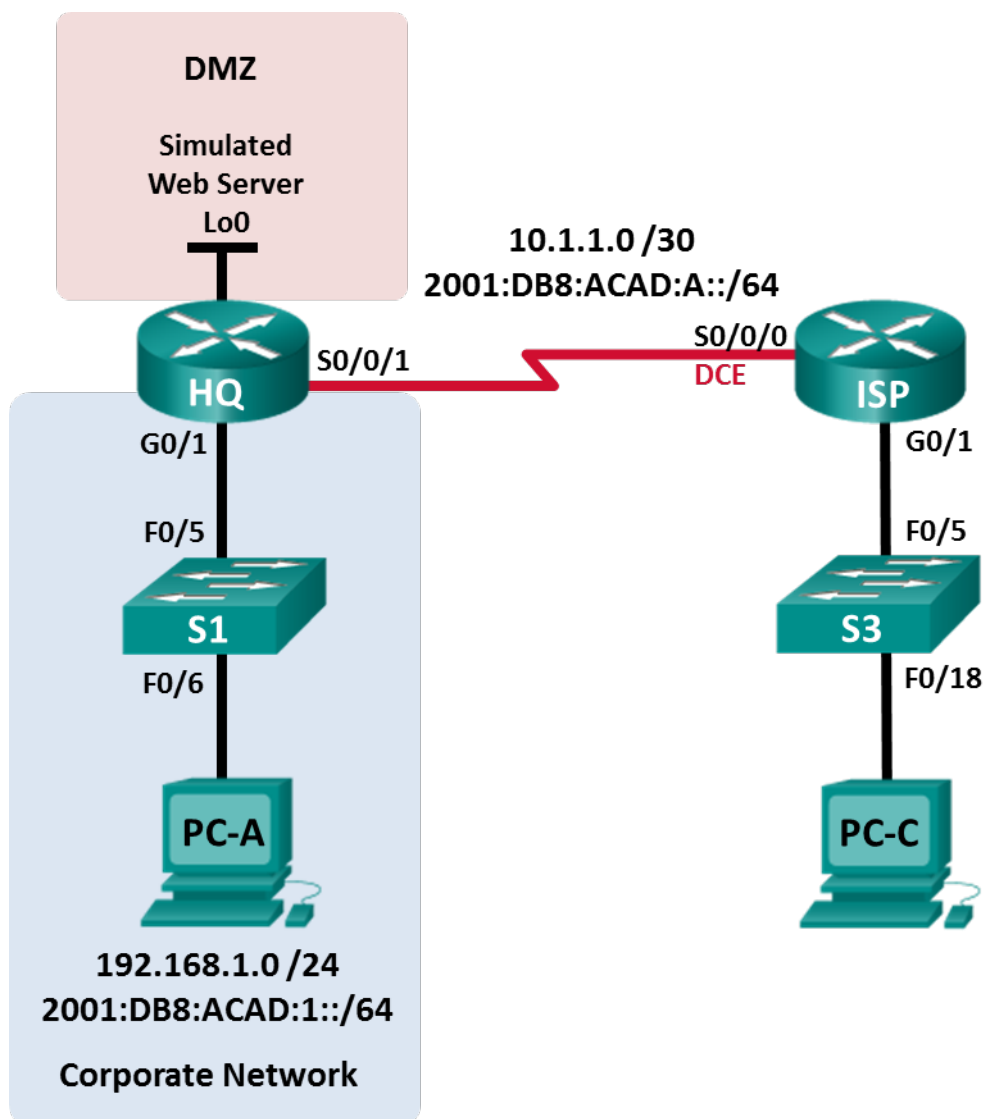 DMZ
Simulated
Web Server
Lo0
10.1.1.0 /30
2001:DB8:ACAD:A::/64
S0/0/1
S0/0/0
DCE
HQ
ISP
G0/1
G0/1
F0/5
F0/5
S1
S3
F0/6
F0/18
PC-A
PC-C
192.168.1.0 /24
2001:DB8:ACAD:1::/64
Corporate Network